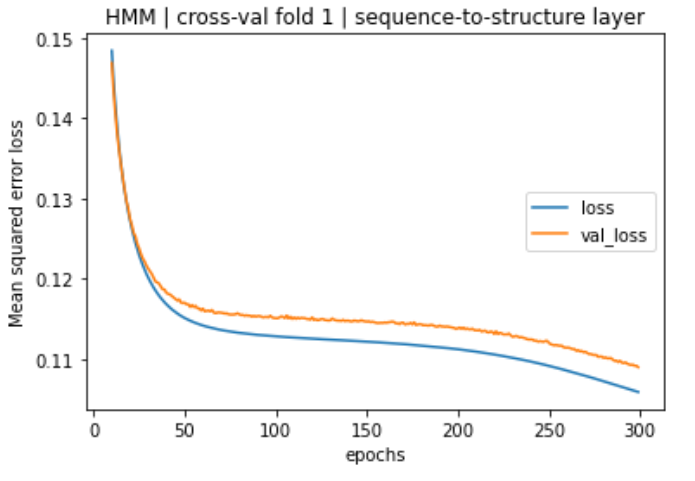 HMM | cross-val fold 1 | sequence-to-structure layer
Mean squared error loss
0.15
0.14
0.13
0.12
0.11
loss
val_loss
0 50 100 150 200 250 300
epochs